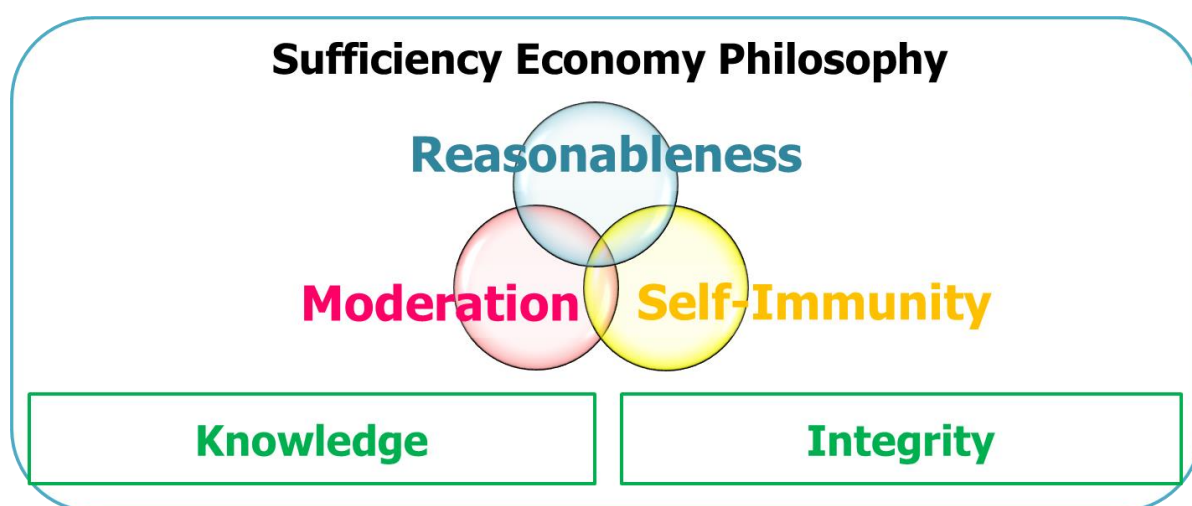 Sufficiency Economy Philosophy
Reasonableness
Moderation Self-Immunity
Knowledge Integrity